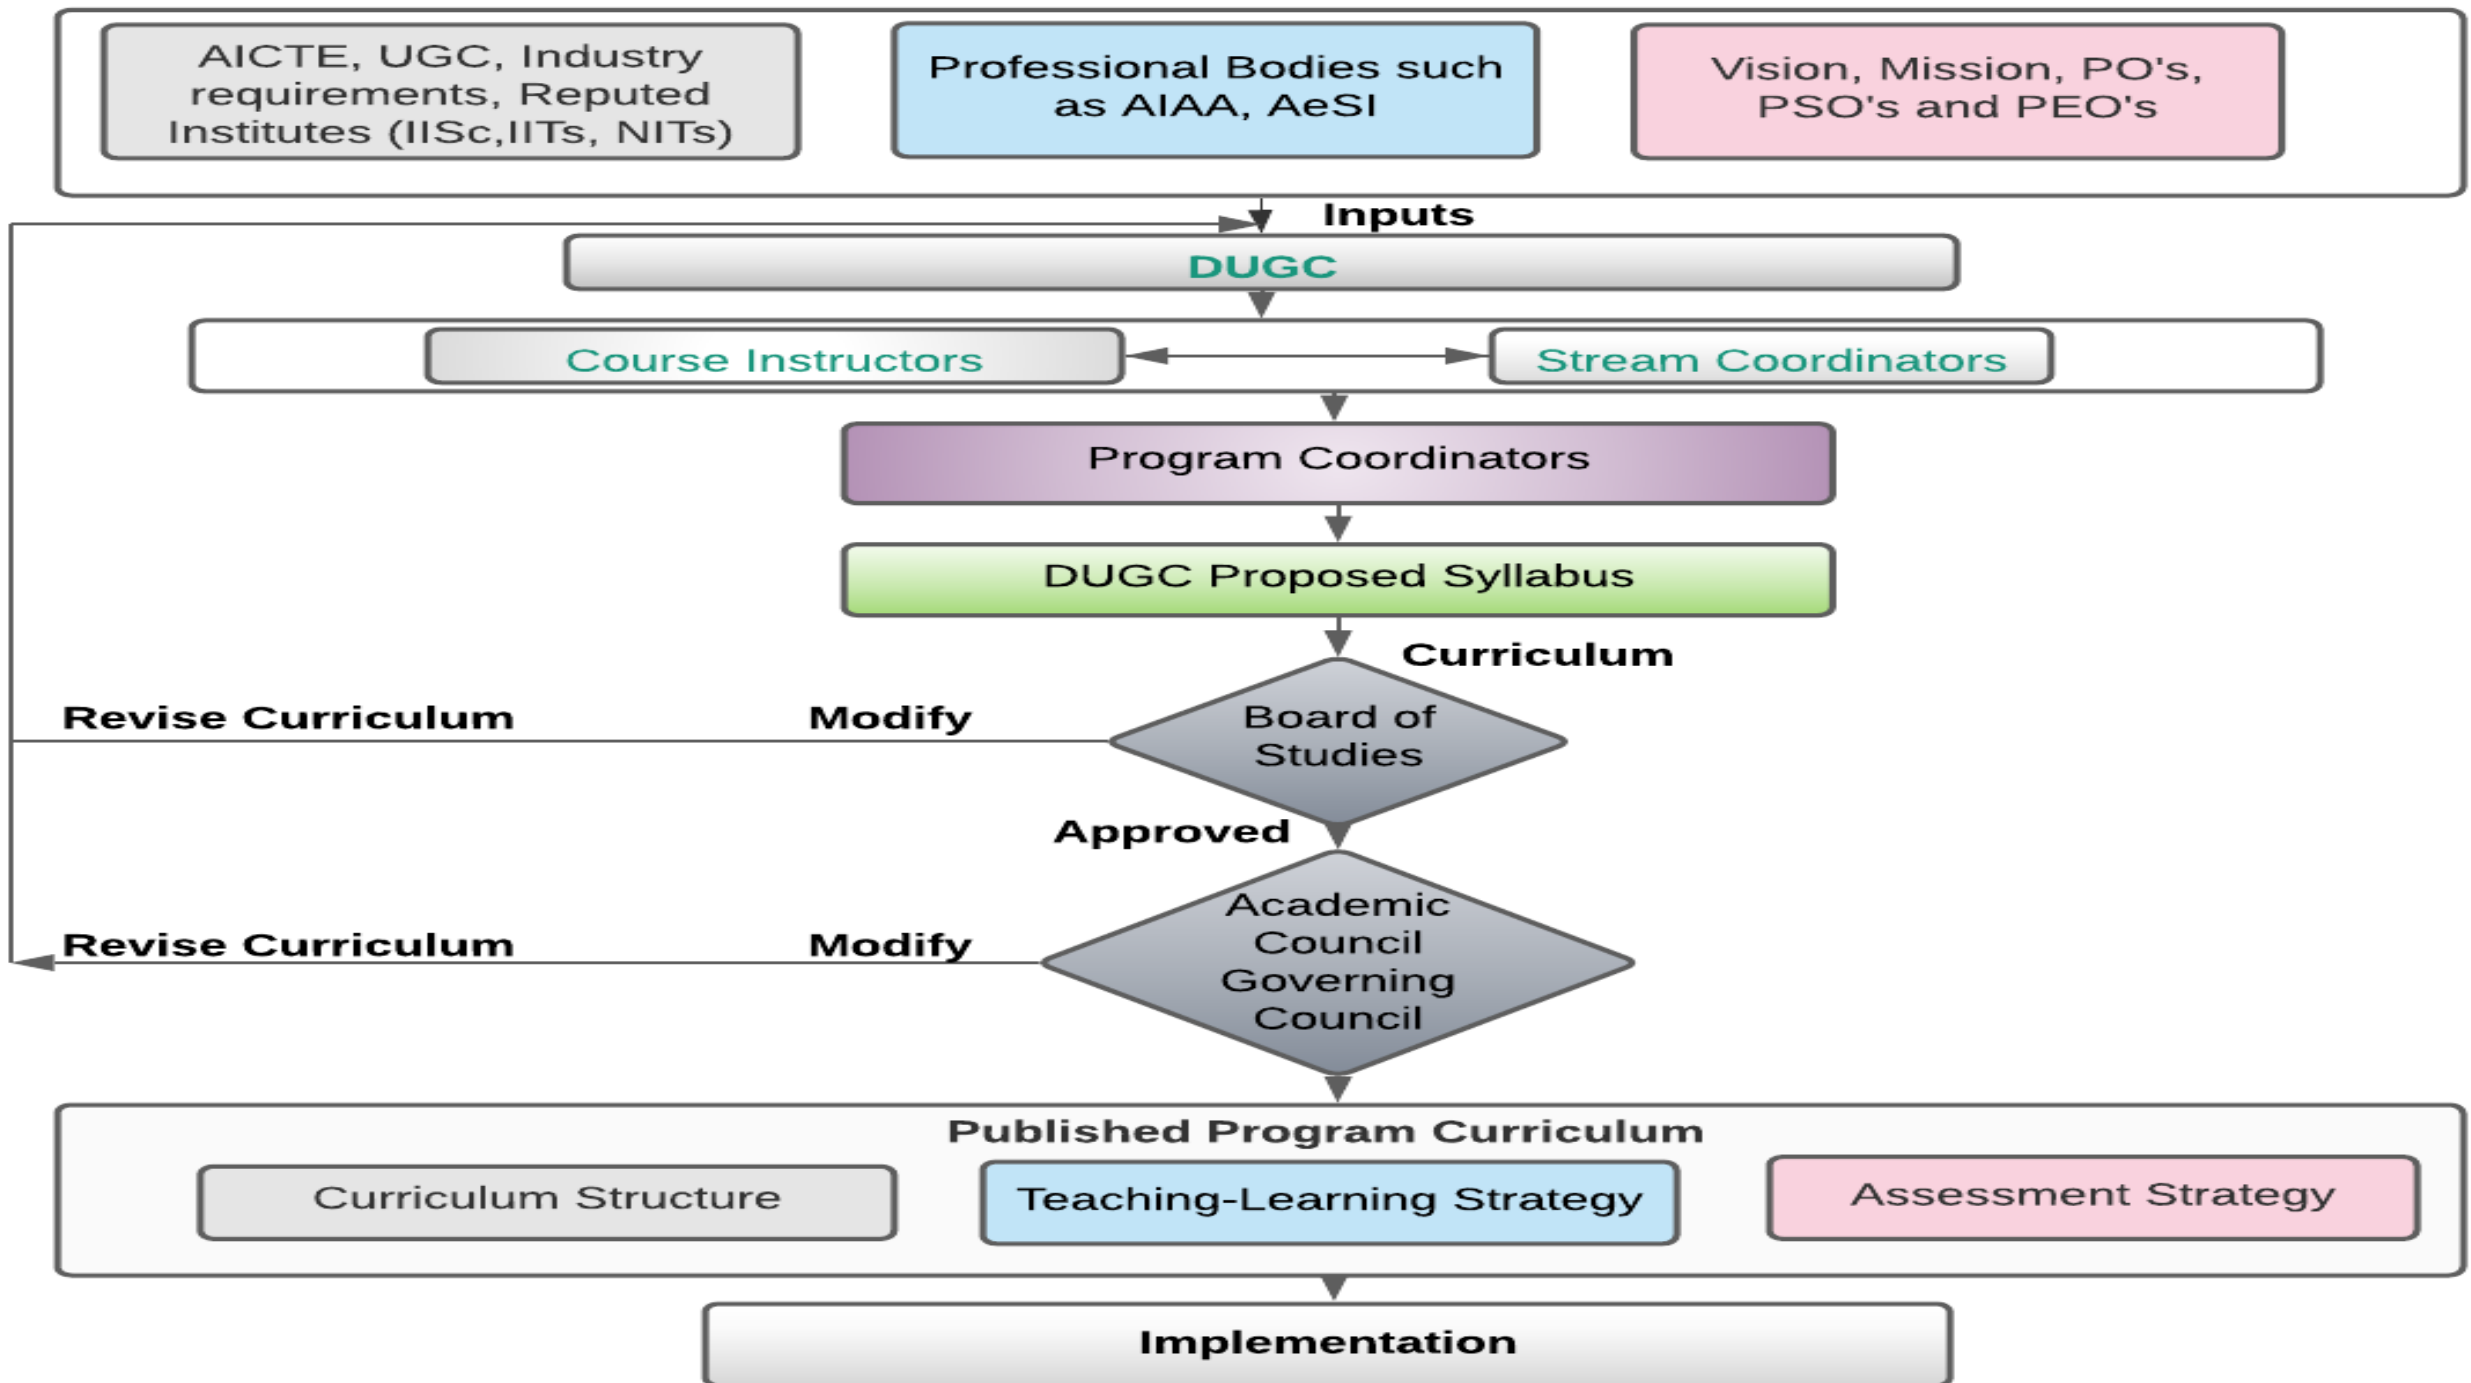 AICTE, UGC, Industry
requirements, Reputed
Institutes (IISc,IITs, NITs)
Professional Bodies such
as AIAA, AeSI
Vision, Mission, PO's,
PSO's and PEO's
Inputs
DUGC
Course Instructors
Stream Coordinators
Program Coordinators
DUGC Proposed Syllabus
Curriculum
Revise Curriculum
Modify
Board of
Studies
Approved
Revise Curriculum
Modify
Academic
Council
Governing
Council
Published Program Curriculum
Curriculum Structure
Teaching-Learning Strategy
Assessment Strategy
Implementation